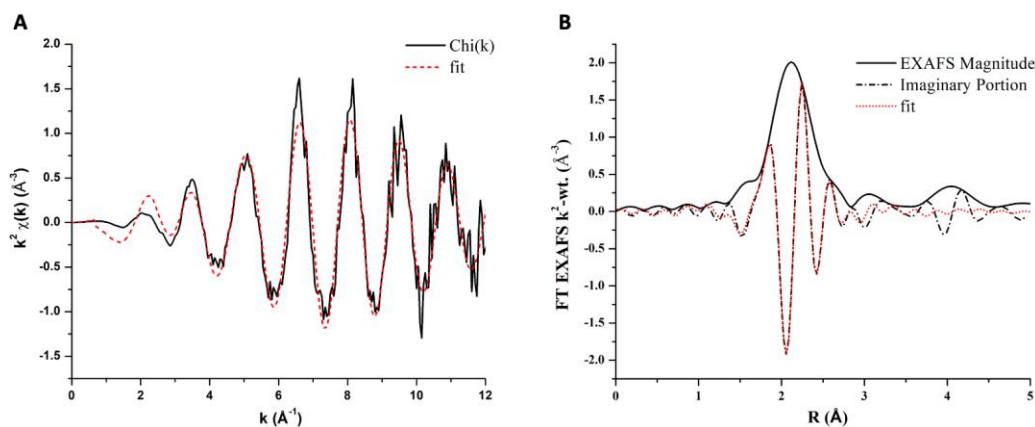 A
2.0
1.5
1.0
0.5
0.0
-0.5
-1.0
-1.5
k² χ(k) (Å⁻³)
Chi(k)
fit
0 2 4 6 8 10 12
k (Å⁻¹)
B
2.0
1.5
1.0
0.5
0.0
-0.5
-1.0
-1.5
-2.0
FT EXAFS k²-wt. (Å⁻³)
EXAFS Magnitude
Imaginary Portion
fit
0 1 2 3 4 5
R (Å)